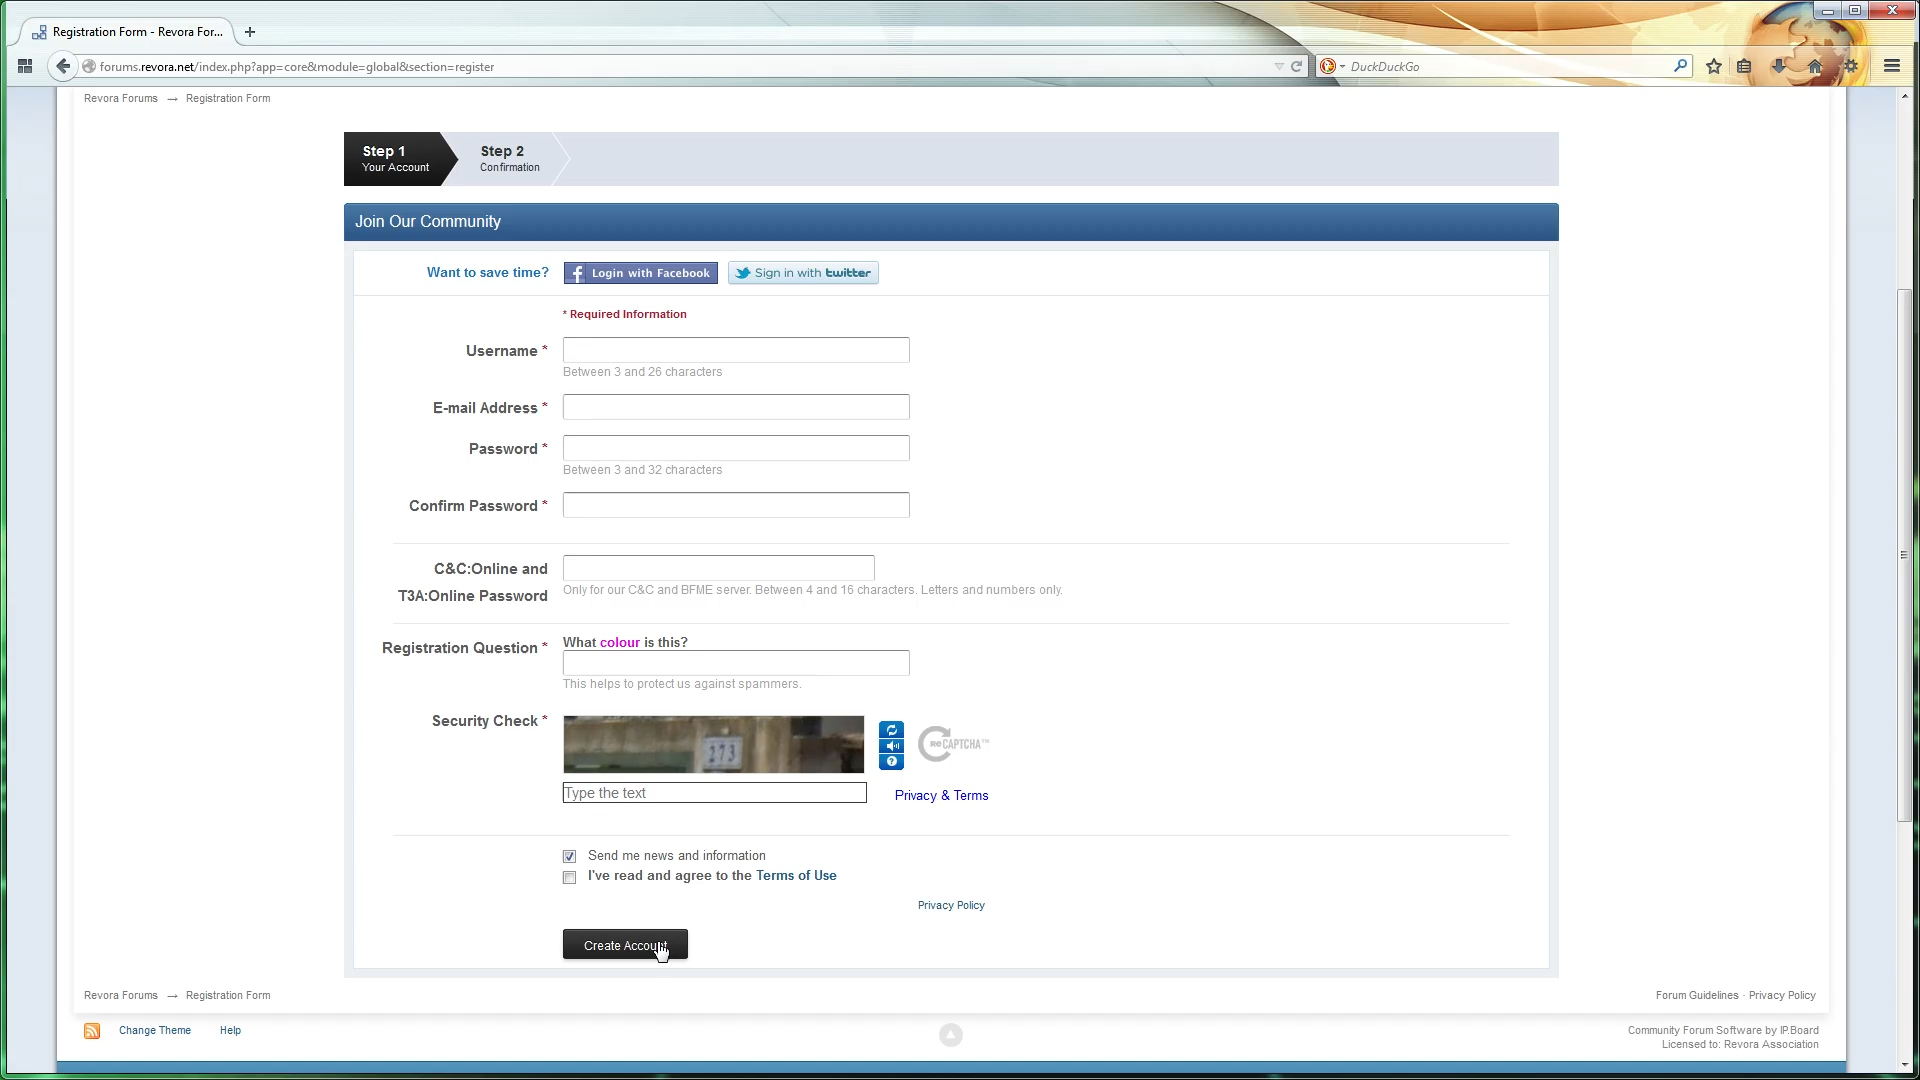 Registration Form - Revora For...
forums.revora.net/index.php?app=core&module=global&section=register
DuckDuckGo
Revora Forums → Registration Form
Step 1
Your Account
Step 2
Confirmation
Join Our Community
Want to save time?
f Login with Facebook
Sign in with twitter
* Required Information
Username *
Between 3 and 26 characters
E-mail Address *
Password *
Between 3 and 32 characters
Confirm Password *
C&C:Online and
T3A:Online Password
Only for our C&C and BFME server. Between 4 and 16 characters. Letters and numbers only.
Registration Question *
What colour is this?
This helps to protect us against spammers.
Security Check *
273
reCAPTCHA™
Type the text
Privacy & Terms
Send me news and information
I've read and agree to the Terms of Use
Privacy Policy
Create Account
Revora Forums → Registration Form
Forum Guidelines · Privacy Policy
Change Theme
Help
Community Forum Software by IP.Board
Licensed to: Revora Association